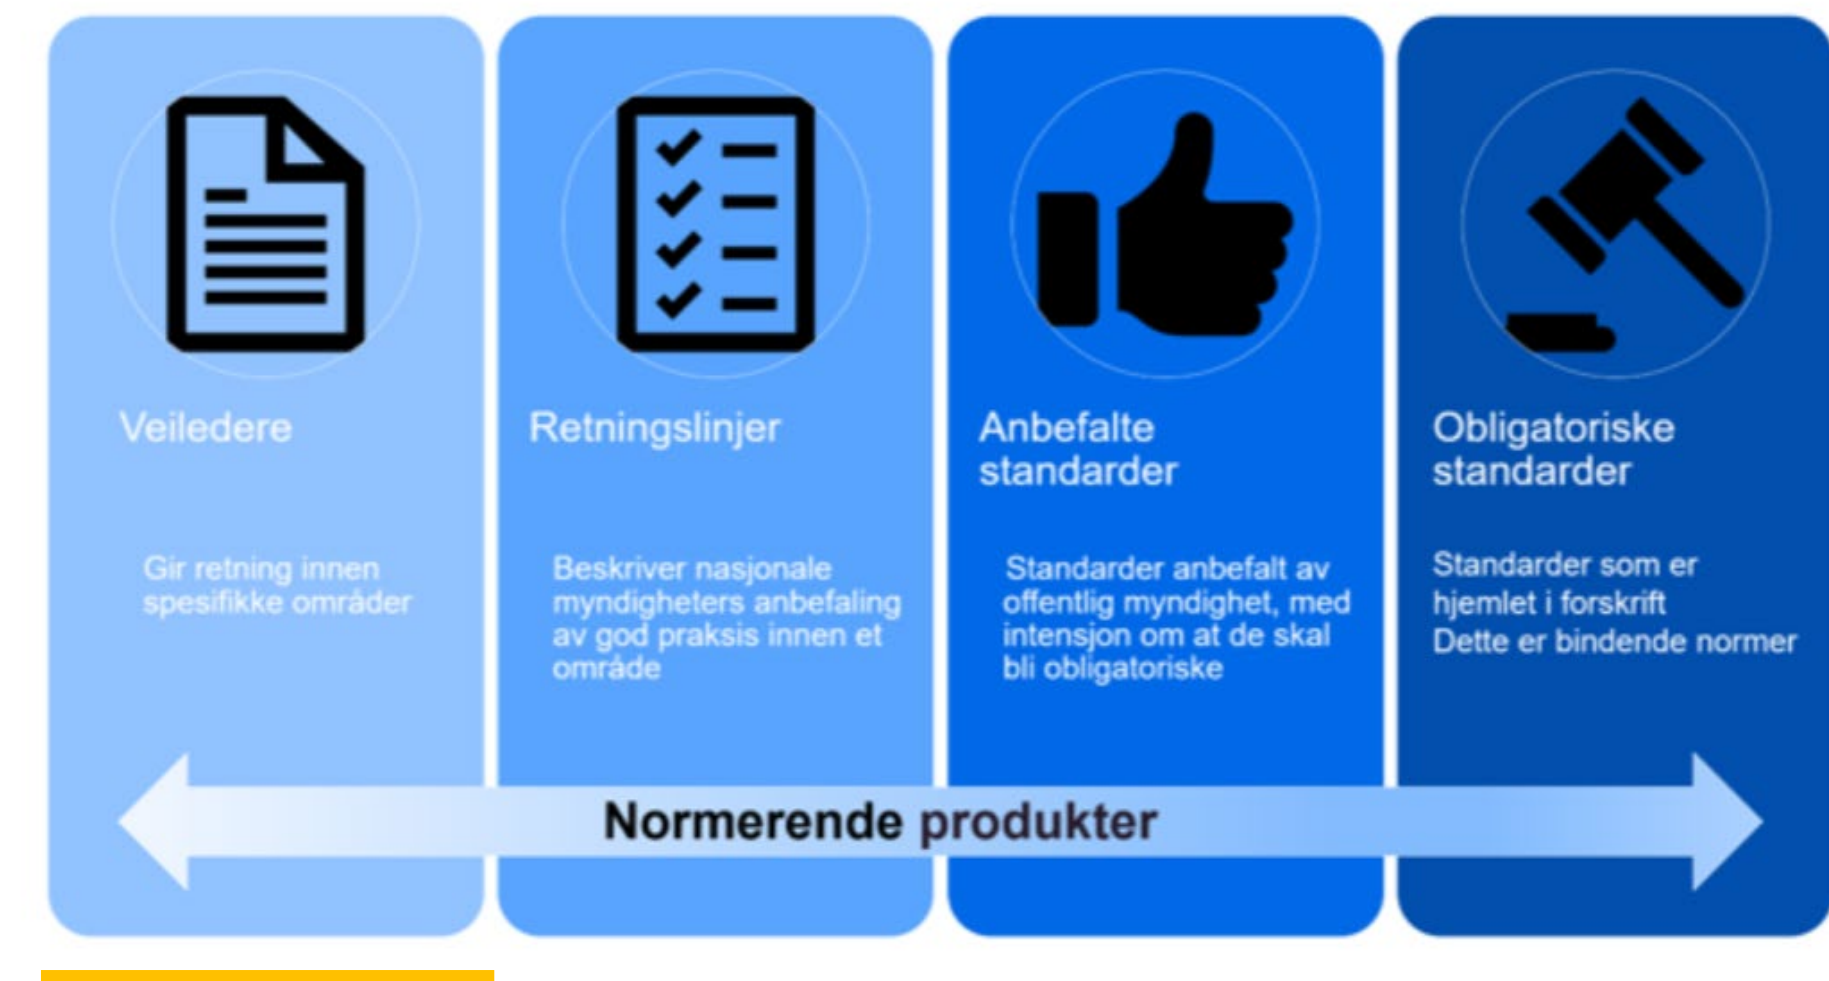 Veiledere
Gir retning innen
spesifikke områder
Retningslinjer
Beskriver nasjonale
myndigheters anbefaling
av god praksis innen et
område
Anbefalte
standarder
Standarder anbefalt av
offentlig myndighet, med
intensjon om at de skal
bli obligatoriske
Obligatoriske
standarder
Standarder som er
hjemlet i forskrift
Dette er bindende normer
Normerende produkter